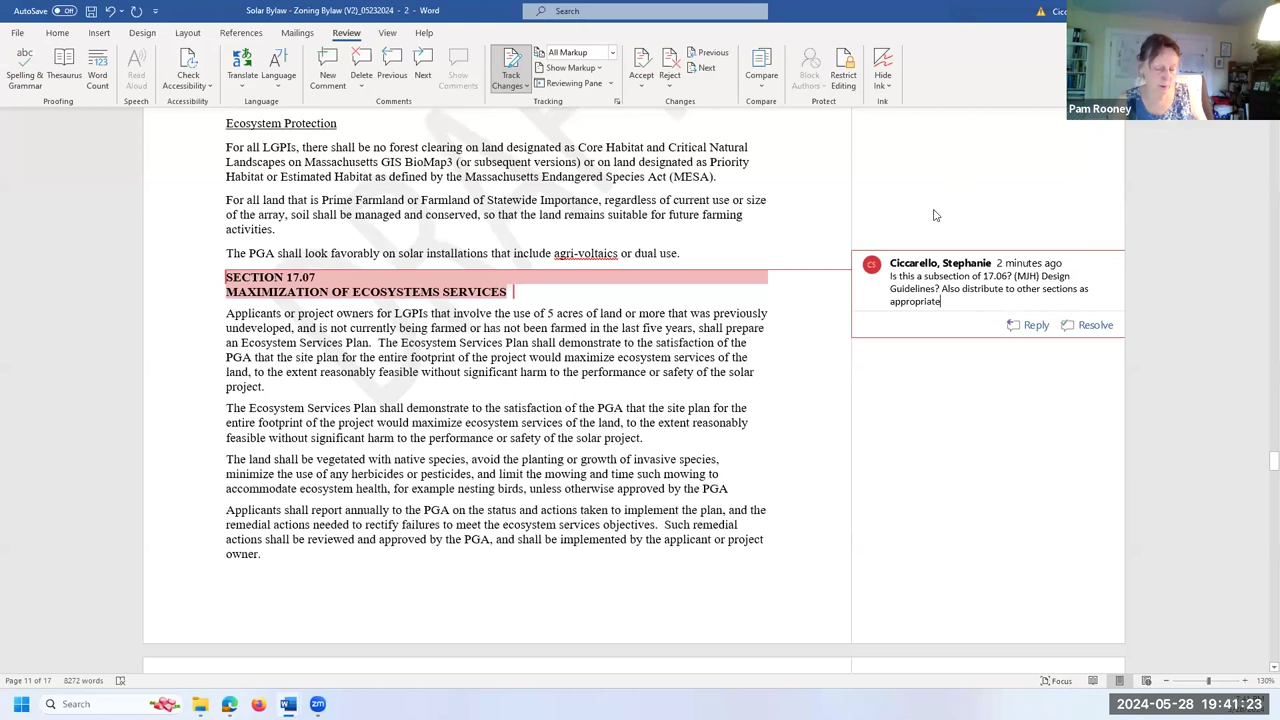 AutoSave Off
Solar Bylaw - Zoning Bylaw (V2)_05232024 - 2 - Word
Search
Cicc
File Home Insert Design Layout References Mailings Review View Help
Spelling & Grammar
Thesaurus
Word Count
Read Aloud
Check Accessibility
Translate
Language
New Comment
Delete
Previous
Next
Show Comments
Track Changes
All Markup
Show Markup
Reviewing Pane
Accept
Reject
Previous
Next
Compare
Block Authors
Restrict Editing
Hide Ink
Proofing
Speech
Accessibility
Language
Comments
Tracking
Changes
Compare
Protect
Ink
Pam Rooney
Ecosystem Protection
For all LGPIs, there shall be no forest clearing on land designated as Core Habitat and Critical Natural
Landscapes on Massachusetts GIS BioMap3 (or subsequent versions) or on land designated as Priority
Habitat or Estimated Habitat as defined by the Massachusetts Endangered Species Act (MESA).
For all land that is Prime Farmland or Farmland of Statewide Importance, regardless of current use or size
of the array, soil shall be managed and conserved, so that the land remains suitable for future farming
activities.
The PGA shall look favorably on solar installations that include agri-voltaics or dual use.
SECTION 17.07
MAXIMIZATION OF ECOSYSTEMS SERVICES
Applicants or project owners for LGPIs that involve the use of 5 acres of land or more that was previously
undeveloped, and is not currently being farmed or has not been farmed in the last five years, shall prepare
an Ecosystem Services Plan.  The Ecosystem Services Plan shall demonstrate to the satisfaction of the
PGA that the site plan for the entire footprint of the project would maximize ecosystem services of the
land, to the extent reasonably feasible without significant harm to the performance or safety of the solar
project.
The Ecosystem Services Plan shall demonstrate to the satisfaction of the PGA that the site plan for the
entire footprint of the project would maximize ecosystem services of the land, to the extent reasonably
feasible without significant harm to the performance or safety of the solar project.
The land shall be vegetated with native species, avoid the planting or growth of invasive species,
minimize the use of any herbicides or pesticides, and limit the mowing and time such mowing to
accommodate ecosystem health, for example nesting birds, unless otherwise approved by the PGA
Applicants shall report annually to the PGA on the status and actions taken to implement the plan, and the
remedial actions needed to rectify failures to meet the ecosystem services objectives.  Such remedial
actions shall be reviewed and approved by the PGA, and shall be implemented by the applicant or project
owner.
CS
Ciccarello, Stephanie 2 minutes ago
Is this a subsection of 17.06? (MJH) Design
Guidelines? Also distribute to other sections as
appropriate
Reply
Resolve
Page 11 of 17 8272 words
Focus
130%
Search
2024-05-28 19:41:23